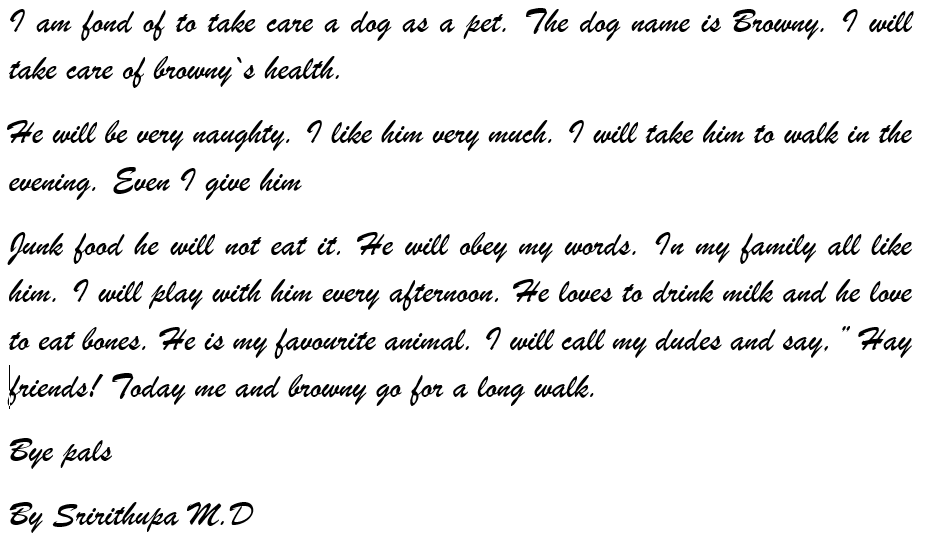 I am fond of to take care a dog as a pet. The dog name is Browny. I will
take care of browny`s health.
He will be very naughty. I like him very much. I will take him to walk in the
evening. Even I give him
Junk food he will not eat it. He will obey my words. In my family all like
him. I will play with him every afternoon. He loves to drink milk and he love
to eat bones. He is my favourite animal. I will call my dudes and say, " Hay
friends! Today me and browny go for a long walk.
Bye pals
By Sririthupa M.D